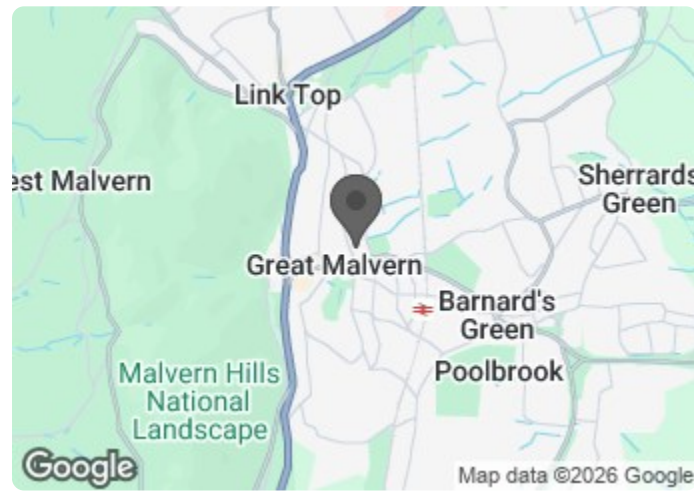 Link Top
est Malvern
Sherrards
Green
Great Malvern
Barnard's
Green
Poolbrook
Malvern Hills
National
Landscape
Google
Map data ©2026 Google